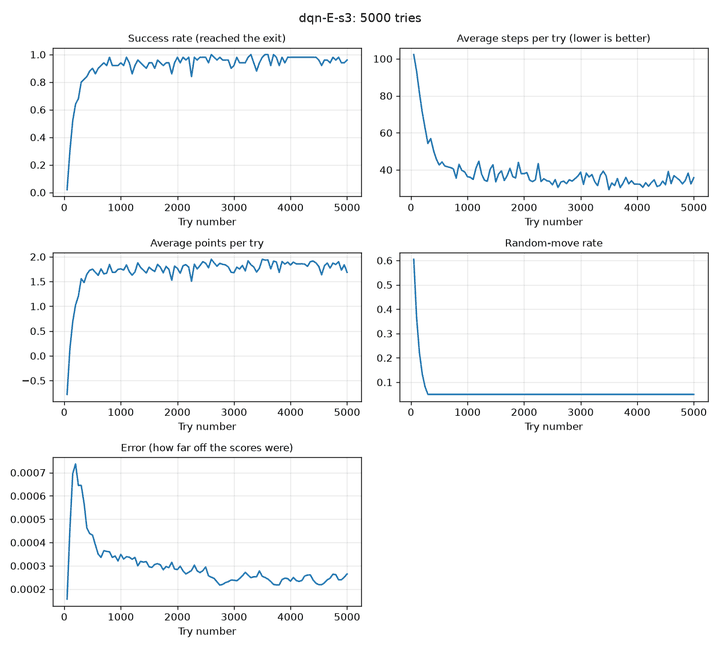 dqn-E-s3: 5000 tries
Success rate (reached the exit)
1.0
0.8
0.6
0.4
0.2
0.0
0 1000 2000 3000 4000 5000
Try number
Average steps per try (lower is better)
100
80
60
40
0 1000 2000 3000 4000 5000
Try number
Average points per try
2.0
1.5
1.0
0.5
0.0
−0.5
0 1000 2000 3000 4000 5000
Try number
Random-move rate
0.6
0.5
0.4
0.3
0.2
0.1
0 1000 2000 3000 4000 5000
Try number
Error (how far off the scores were)
0.0007
0.0006
0.0005
0.0004
0.0003
0.0002
0 1000 2000 3000 4000 5000
Try number